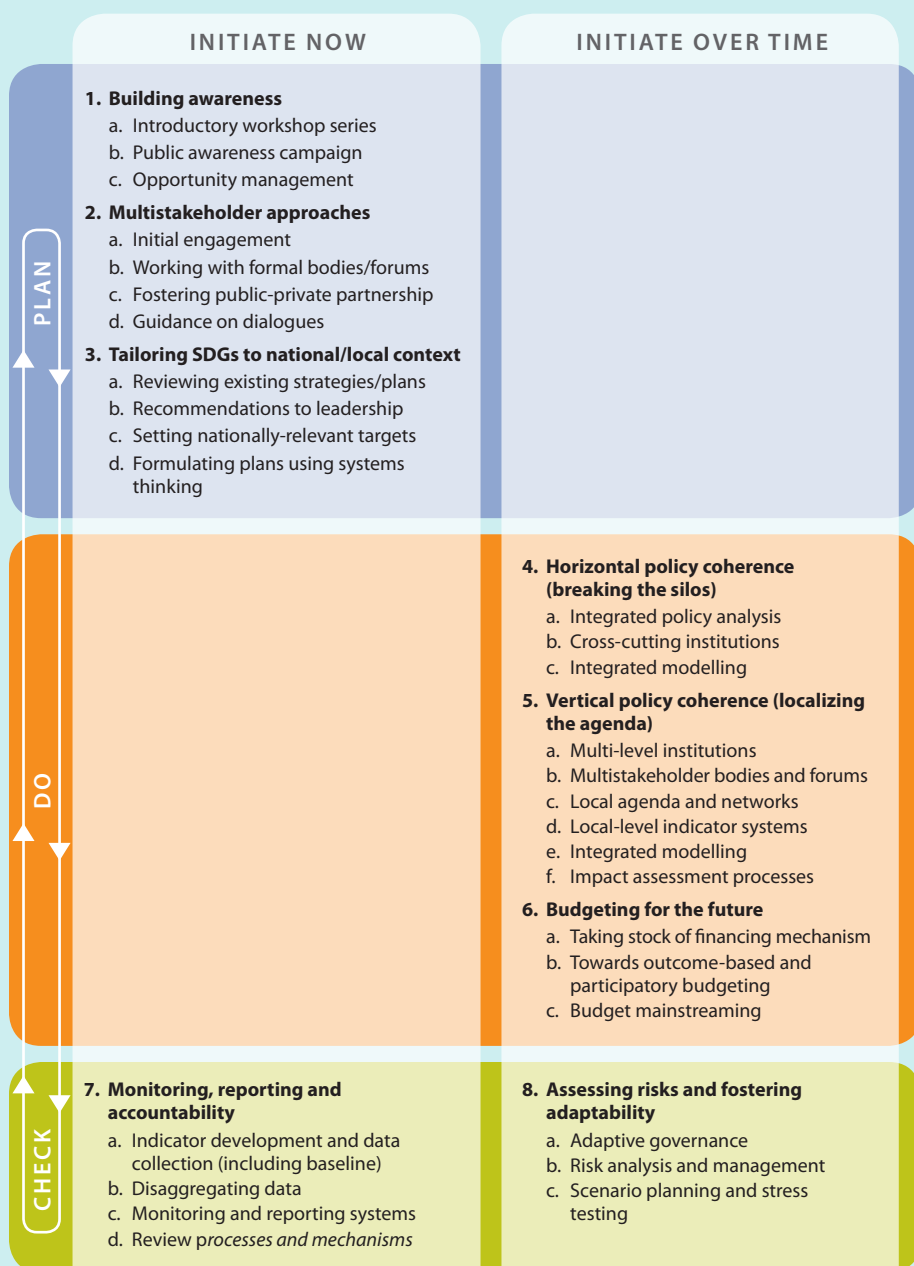 INITIATE NOW
INITIATE OVER TIME
PLAN
1. Building awareness
a. Introductory workshop series
b. Public awareness campaign
c. Opportunity management
2. Multistakeholder approaches
a. Initial engagement
b. Working with formal bodies/forums
c. Fostering public-private partnership
d. Guidance on dialogues
3. Tailoring SDGs to national/local context
a. Reviewing existing strategies/plans
b. Recommendations to leadership
c. Setting nationally-relevant targets
d. Formulating plans using systems
thinking
DO
4. Horizontal policy coherence
(breaking the silos)
a. Integrated policy analysis
b. Cross-cutting institutions
c. Integrated modelling
5. Vertical policy coherence (localizing
the agenda)
a. Multi-level institutions
b. Multistakeholder bodies and forums
c. Local agenda and networks
d. Local-level indicator systems
e. Integrated modelling
f. Impact assessment processes
6. Budgeting for the future
a. Taking stock of financing mechanism
b. Towards outcome-based and
participatory budgeting
c. Budget mainstreaming
CHECK
7. Monitoring, reporting and
accountability
a. Indicator development and data
collection (including baseline)
b. Disaggregating data
c. Monitoring and reporting systems
d. Review processes and mechanisms
8. Assessing risks and fostering
adaptability
a. Adaptive governance
b. Risk analysis and management
c. Scenario planning and stress
testing